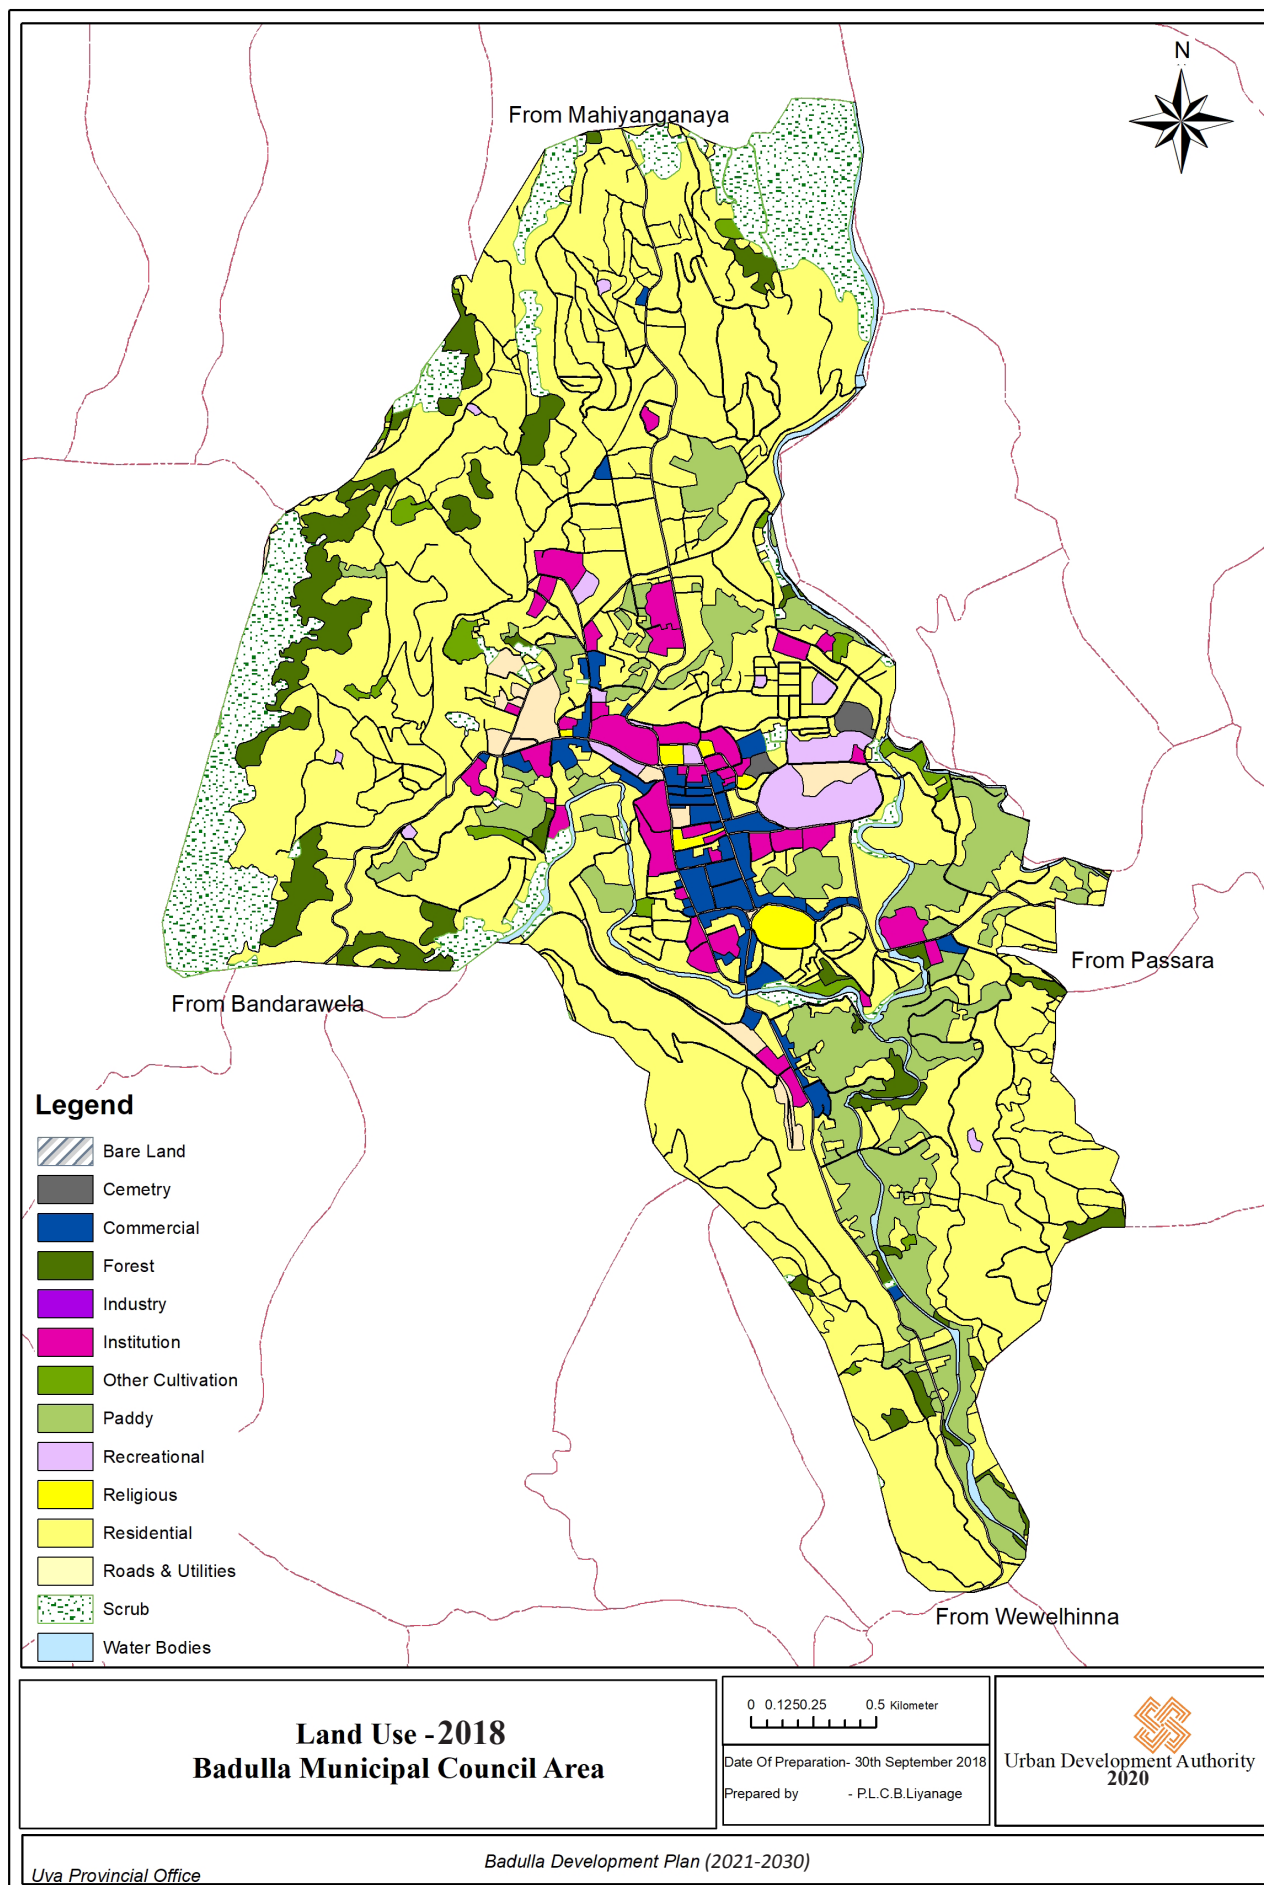 N
From Mahiyanganaya
From Passara
From Bandarawela
Legend
Bare Land
Cemetry
Commercial
Forest
Industry
Institution
Other Cultivation
Paddy
Recreational
Religious
Residential
Roads & Utilities
Scrub
Water Bodies
From Wewelhinna
Land Use - 2018
Badulla Municipal Council Area
0 0.1250.25 0.5 Kilometer
Date Of Preparation- 30th September 2018
Prepared by - P.L.C.B.Liyanage
Urban Development Authority
2020
Badulla Development Plan (2021-2030)
Uva Provincial Office